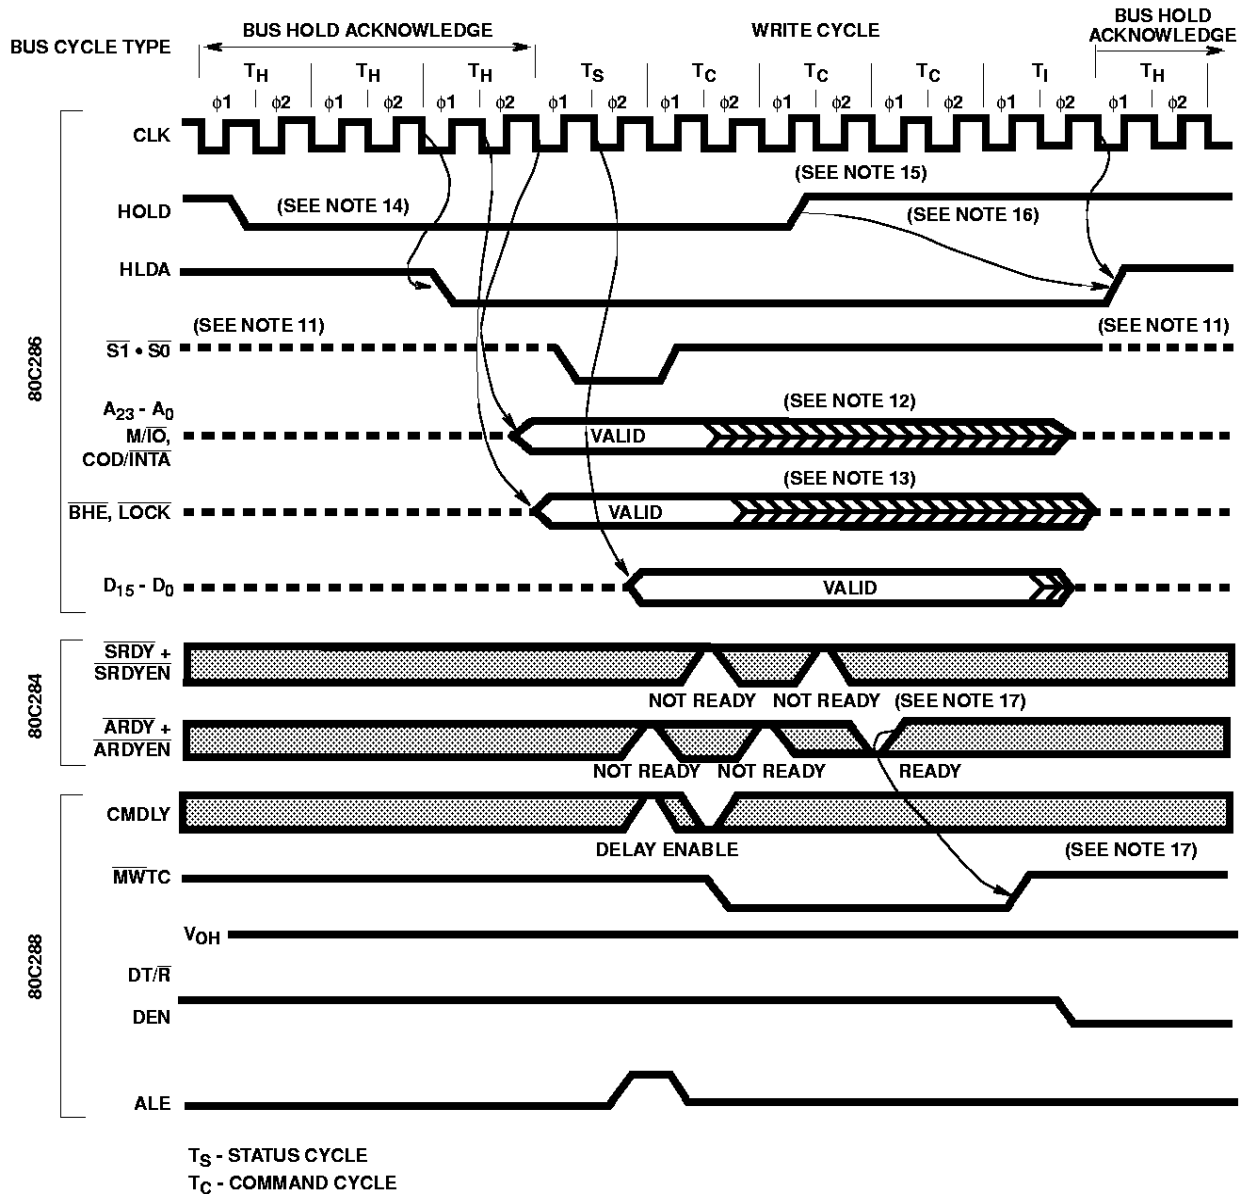 BUS CYCLE TYPE
BUS HOLD ACKNOWLEDGE
WRITE CYCLE
BUS HOLD
ACKNOWLEDGE
TH TH TH TS TC TC TC TI TH
ϕ1 ϕ2 ϕ1 ϕ2 ϕ1 ϕ2 ϕ1 ϕ2 ϕ1 ϕ2 ϕ1 ϕ2 ϕ1 ϕ2 ϕ1 ϕ2 ϕ1 ϕ2
80C286
CLK
(SEE NOTE 15)
HOLD
(SEE NOTE 14)
(SEE NOTE 16)
HLDA
(SEE NOTE 11)
(SEE NOTE 11)
S1 • S0
A23 - A0
M/IO,
COD/INTA
VALID
(SEE NOTE 12)
(SEE NOTE 13)
BHE, LOCK
VALID
D15 - D0
VALID
80C284
SRDY +
SRDYEN
NOT READY NOT READY (SEE NOTE 17)
ARDY +
ARDYEN
NOT READY NOT READY READY
80C288
CMDLY
DELAY ENABLE
(SEE NOTE 17)
MWTC
VOH
DT/R
DEN
ALE
TS - STATUS CYCLE
TC - COMMAND CYCLE